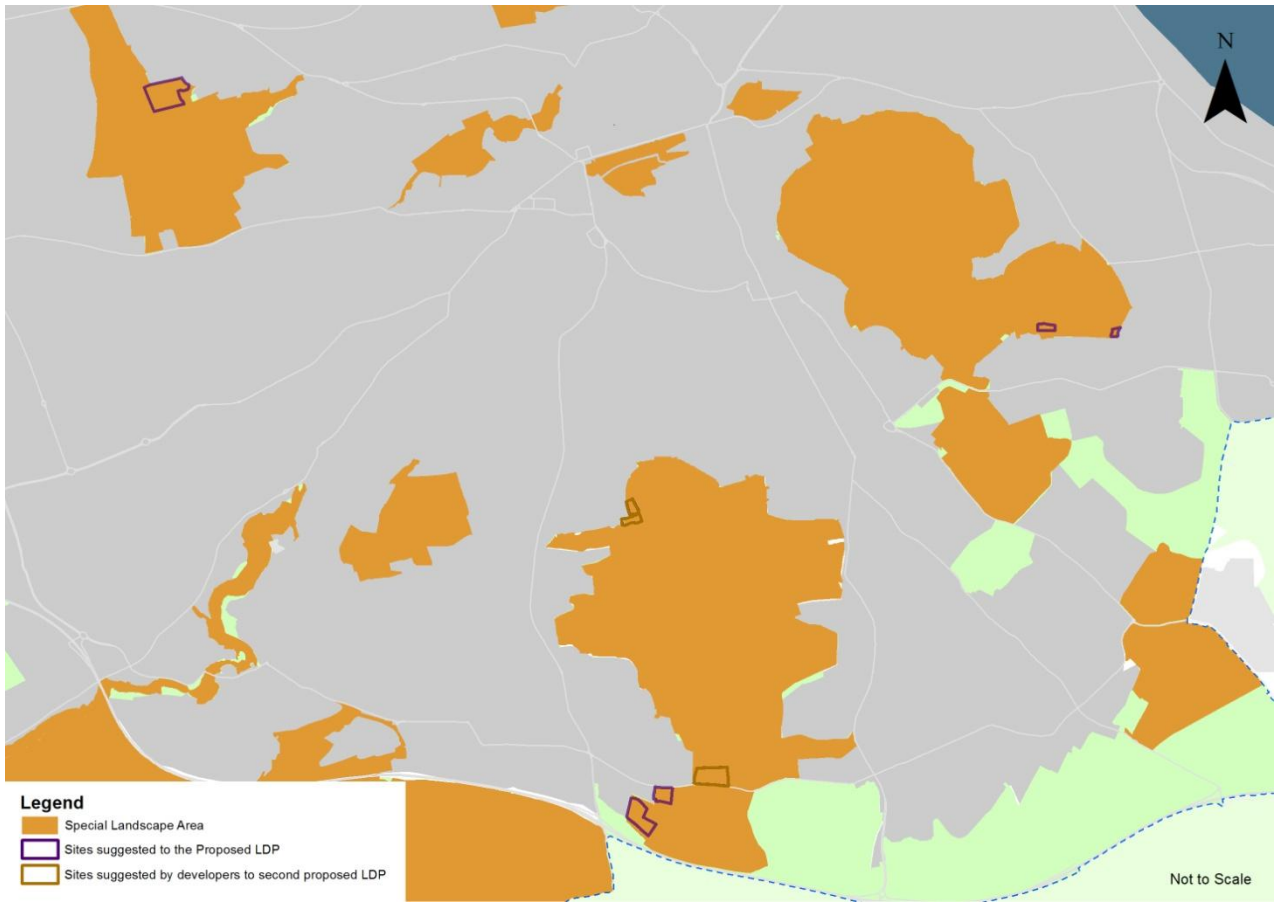 N
Legend
Special Landscape Area
Sites suggested to the Proposed LDP
Sites suggested by developers to second proposed LDP
Not to Scale